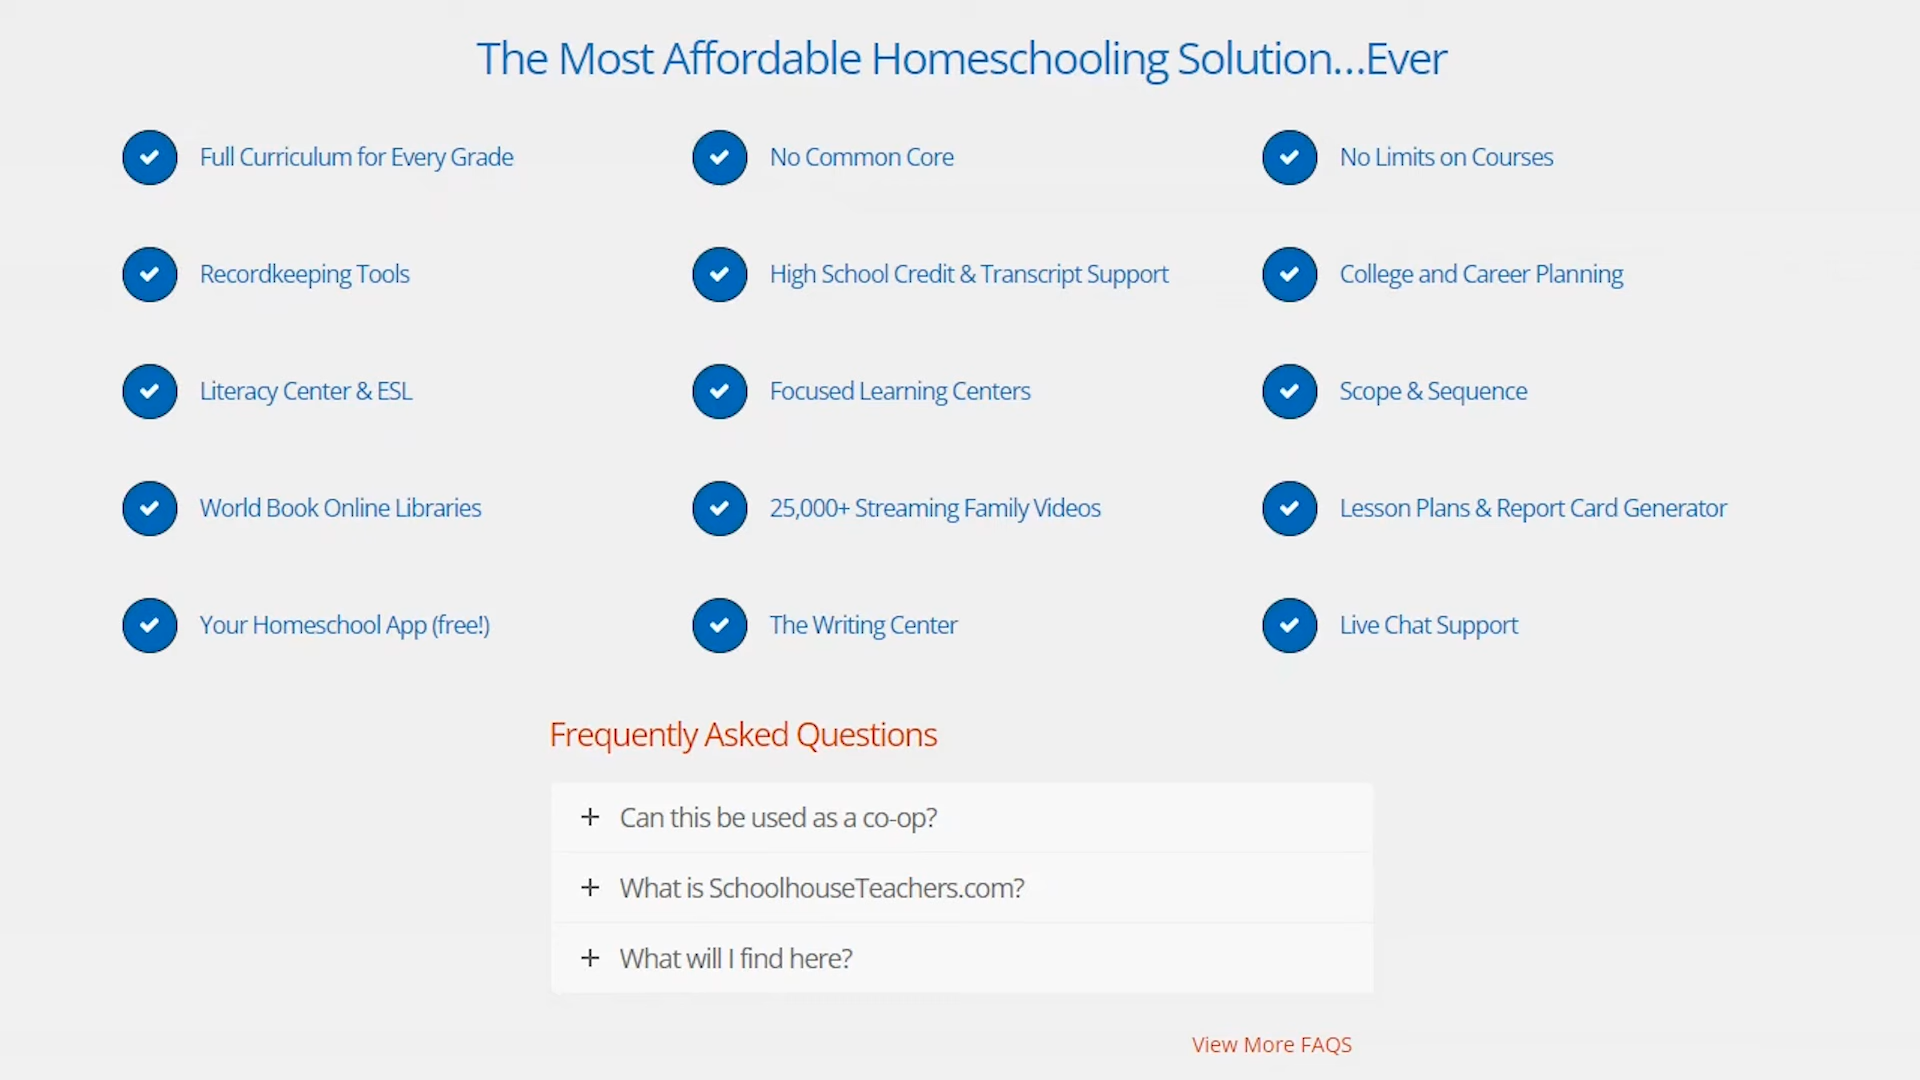 The Most Affordable Homeschooling Solution...Ever
Full Curriculum for Every Grade
No Common Core
No Limits on Courses
Recordkeeping Tools
High School Credit & Transcript Support
College and Career Planning
Literacy Center & ESL
Focused Learning Centers
Scope & Sequence
World Book Online Libraries
25,000+ Streaming Family Videos
Lesson Plans & Report Card Generator
Your Homeschool App (free!)
The Writing Center
Live Chat Support
Frequently Asked Questions
+ Can this be used as a co-op?
+ What is SchoolhouseTeachers.com?
+ What will I find here?
View More FAQS